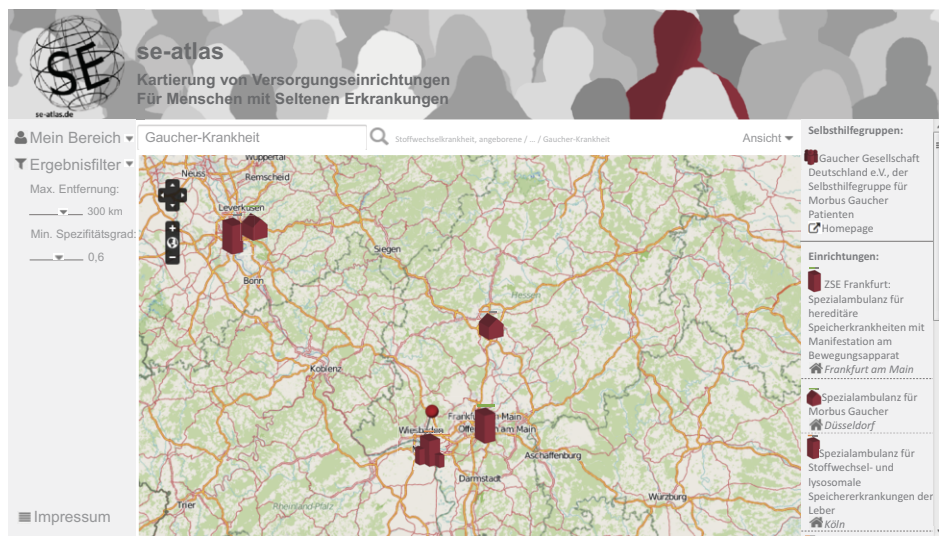 SE
se-atlas.de
se-atlas
Kartierung von Versorgungseinrichtungen
Für Menschen mit Seltenen Erkrankungen
Mein Bereich
Ergebnisfilter
Max. Entfernung:
300 km
Min. Spezifitätsgrad:
0,6
Impressum
Gaucher-Krankheit
Stoffwechselkrankheit, angeborene / ... / Gaucher-Krankheit
Ansicht
Wuppertal
Neuss
Remscheid
Leverkusen
Siegen
Bonn
Hessen
Koblenz
Frankfurt am Main
Wiesbaden
Offenbach am Main
Aschaffenburg
Darmstadt
Würzburg
Trier
Rheinland-Pfalz
Selbsthilfegruppen:
Gaucher Gesellschaft
Deutschland e.V., der
Selbsthilfegruppe für
Morbus Gaucher
Patienten
Homepage
Einrichtungen:
ZSE Frankfurt:
Spezialambulanz für
hereditäre
Speicherkrankheiten mit
Manifestation am
Bewegungsapparat
Frankfurt am Main
Spezialambulanz für
Morbus Gaucher
Düsseldorf
Spezialambulanz für
Stoffwechsel- und
lysosomale
Speichererkrankungen der
Leber
Köln